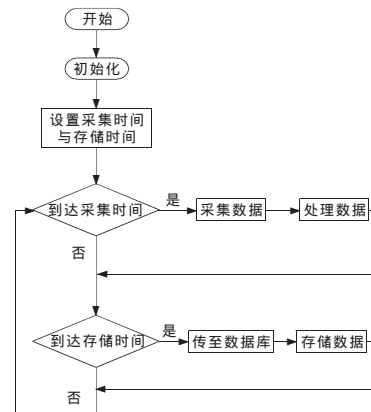 开始
初始化
设置采集时间
与存储时间
到达采集时间
是
采集数据
处理数据
否
到达存储时间
是
传至数据库
存储数据
否